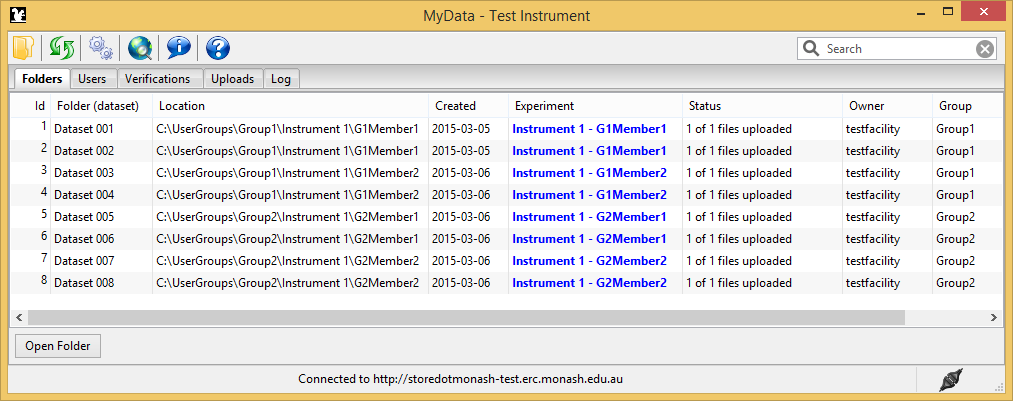 MyData - Test Instrument
Search
Folders Users Verifications Uploads Log
Id Folder (dataset) Location Created Experiment Status Owner Group
1 Dataset 001 C:\UserGroups\Group1\Instrument 1\G1Member1 2015-03-05 Instrument 1 - G1Member1 1 of 1 files uploaded testfacility Group1
2 Dataset 002 C:\UserGroups\Group1\Instrument 1\G1Member1 2015-03-05 Instrument 1 - G1Member1 1 of 1 files uploaded testfacility Group1
3 Dataset 003 C:\UserGroups\Group1\Instrument 1\G1Member2 2015-03-06 Instrument 1 - G1Member2 1 of 1 files uploaded testfacility Group1
4 Dataset 004 C:\UserGroups\Group1\Instrument 1\G1Member2 2015-03-06 Instrument 1 - G1Member2 1 of 1 files uploaded testfacility Group1
5 Dataset 005 C:\UserGroups\Group2\Instrument 1\G2Member1 2015-03-06 Instrument 1 - G2Member1 1 of 1 files uploaded testfacility Group2
6 Dataset 006 C:\UserGroups\Group2\Instrument 1\G2Member1 2015-03-06 Instrument 1 - G2Member1 1 of 1 files uploaded testfacility Group2
7 Dataset 007 C:\UserGroups\Group2\Instrument 1\G2Member2 2015-03-06 Instrument 1 - G2Member2 1 of 1 files uploaded testfacility Group2
8 Dataset 008 C:\UserGroups\Group2\Instrument 1\G2Member2 2015-03-06 Instrument 1 - G2Member2 1 of 1 files uploaded testfacility Group2
Open Folder
Connected to http://storedotmonash-test.erc.monash.edu.au